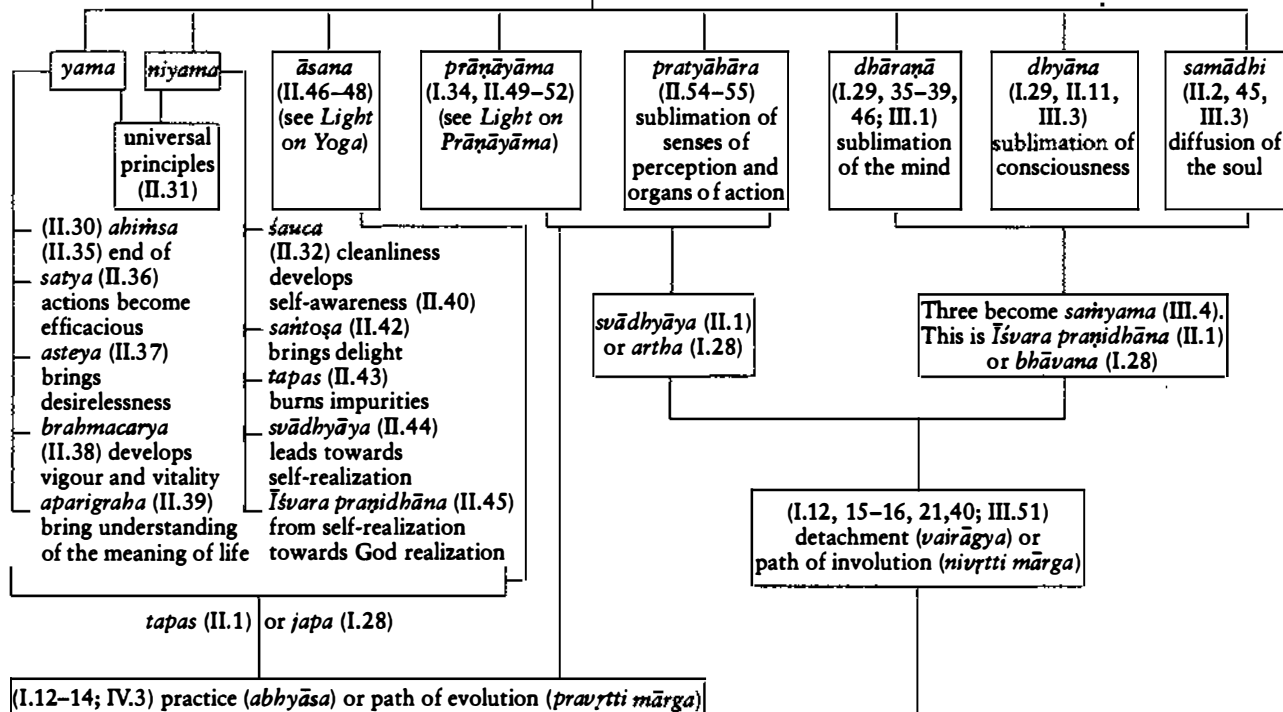 yama
niyama
universal
principles
(II.31)
āsana
(II.46–48)
(see Light
on Yoga)
prāṇāyāma
(I.34, II.49–52)
(see Light on
Prāṇāyāma)
pratyāhāra
(II.54–55)
sublimation of
senses of
perception and
organs of action
dhāraṇā
(I.29, 35–39,
46; III.1)
sublimation
of the mind
dhyāna
(I.29, II.11,
III.3)
sublimation of
consciousness
samādhi
(II.2, 45,
III.3)
diffusion of
the soul
(II.30) ahiṁsa
(II.35) end of
satya (II.36)
actions become
efficacious
asteya (II.37)
brings
desirelessness
brahmacarya
(II.38) develops
vigour and vitality
aparigraha (II.39)
bring understanding
of the meaning of life
śauca
(II.32) cleanliness
develops
self-awareness (II.40)
saṅtoṣa (II.42)
brings delight
tapas (II.43)
burns impurities
svādhyāya (II.44)
leads towards
self-realization
Īśvara praṇidhāna (II.45)
from self-realization
towards God realization
svādhyāya (II.1)
or artha (I.28)
Three become saṁyama (III.4).
This is Īśvara praṇidhāna (II.1)
or bhāvana (I.28)
(I.12, 15–16, 21,40; III.51)
detachment (vairāgya) or
path of involution (nivṛtti mārga)
tapas (II.1) or japa (I.28)
(I.12–14; IV.3) practice (abhyāsa) or path of evolution (pravṛtti mārga)